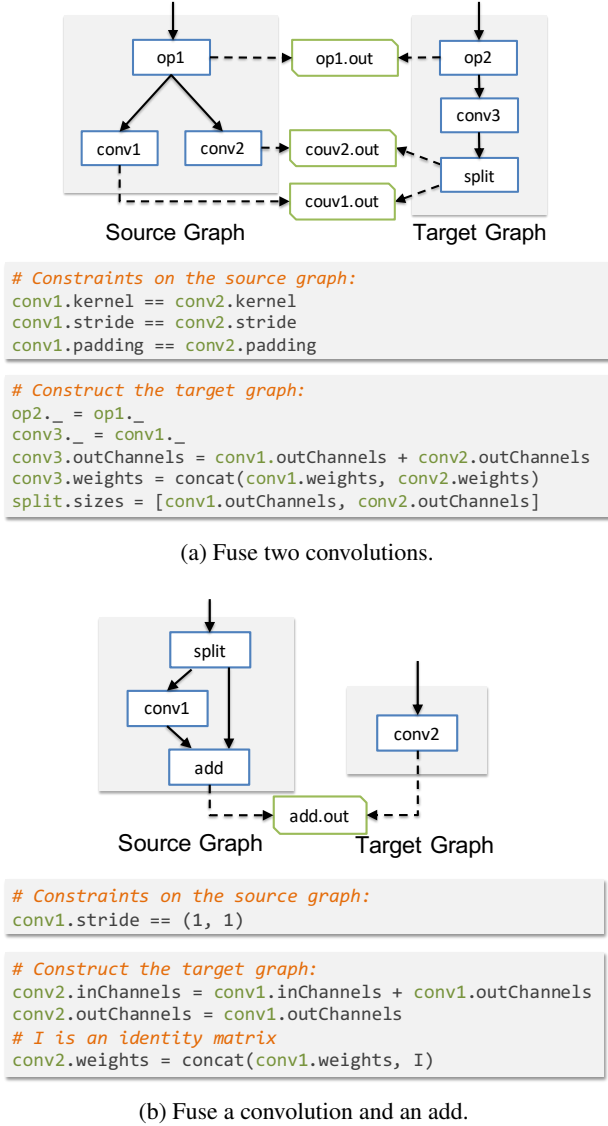 op1
op1.out
op2
conv3
conv1
conv2
couv2.out
split
couv1.out
Source Graph
Target Graph
# Constraints on the source graph:
conv1.kernel == conv2.kernel
conv1.stride == conv2.stride
conv1.padding == conv2.padding
# Construct the target graph:
op2._ = op1._
conv3._ = conv1._
conv3.outChannels = conv1.outChannels + conv2.outChannels
conv3.weights = concat(conv1.weights, conv2.weights)
split.sizes = [conv1.outChannels, conv2.outChannels]
(a) Fuse two convolutions.
split
conv1
conv2
add
add.out
Source Graph
Target Graph
# Constraints on the source graph:
conv1.stride == (1, 1)
# Construct the target graph:
conv2.inChannels = conv1.inChannels + conv1.outChannels
conv2.outChannels = conv1.outChannels
# I is an identity matrix
conv2.weights = concat(conv1.weights, I)
(b) Fuse a convolution and an add.